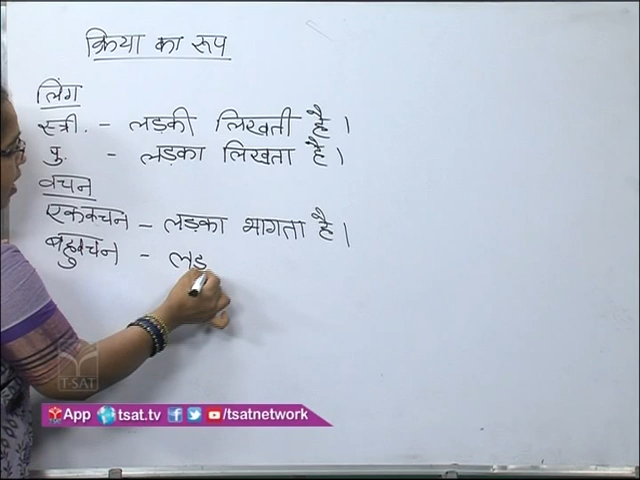 क्रिया का रूप
लिंग
स्त्री. - लड़की लिखती है।
पु. - लड़का लिखता है।
वचन
एकवचन - लड़का भागता है।
बहुवचन - लड
T-SAT
App tsat.tv /tsatnetwork